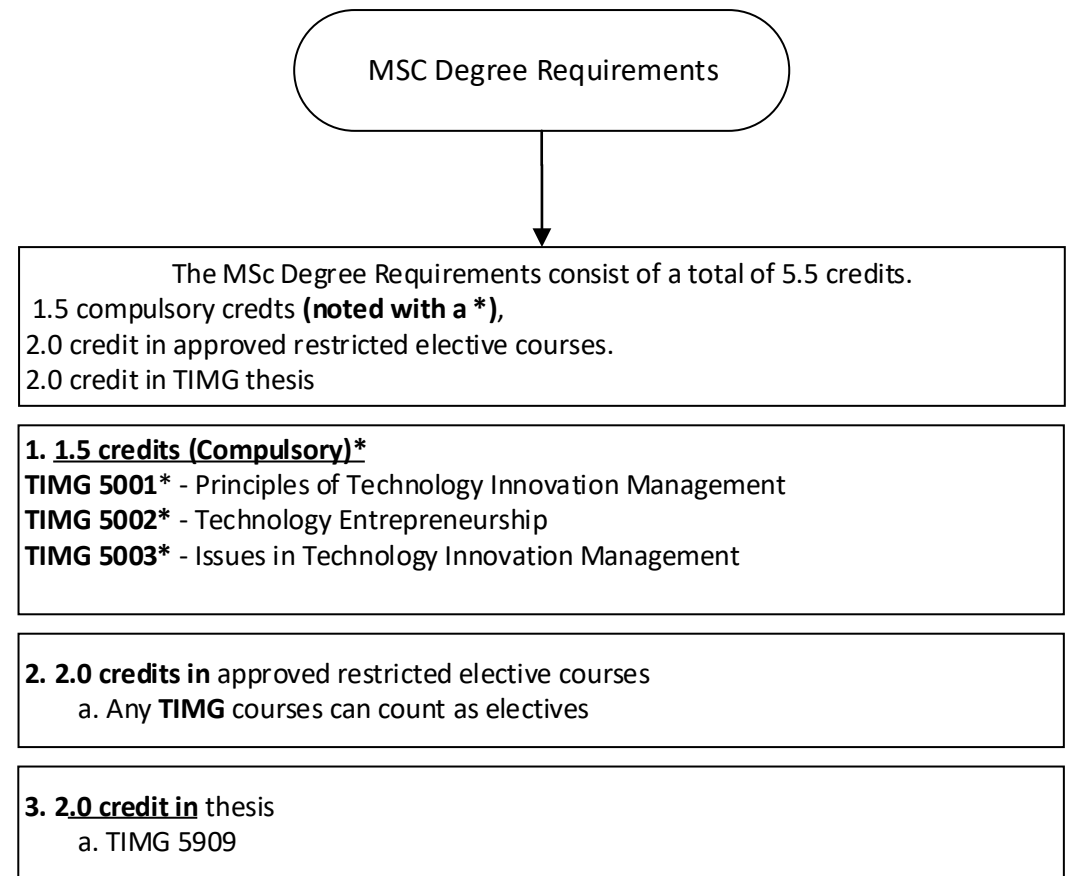 MSC Degree Requirements
The MSc Degree Requirements consist of a total of 5.5 credits.
1.5 compulsory credts (noted with a *),
2.0 credit in approved restricted elective courses.
2.0 credit in TIMG thesis
1. 1.5 credits (Compulsory)*
TIMG 5001* - Principles of Technology Innovation Management
TIMG 5002* - Technology Entrepreneurship
TIMG 5003* - Issues in Technology Innovation Management
2. 2.0 credits in approved restricted elective courses
a. Any TIMG courses can count as electives
3. 2.0 credit in thesis
a. TIMG 5909